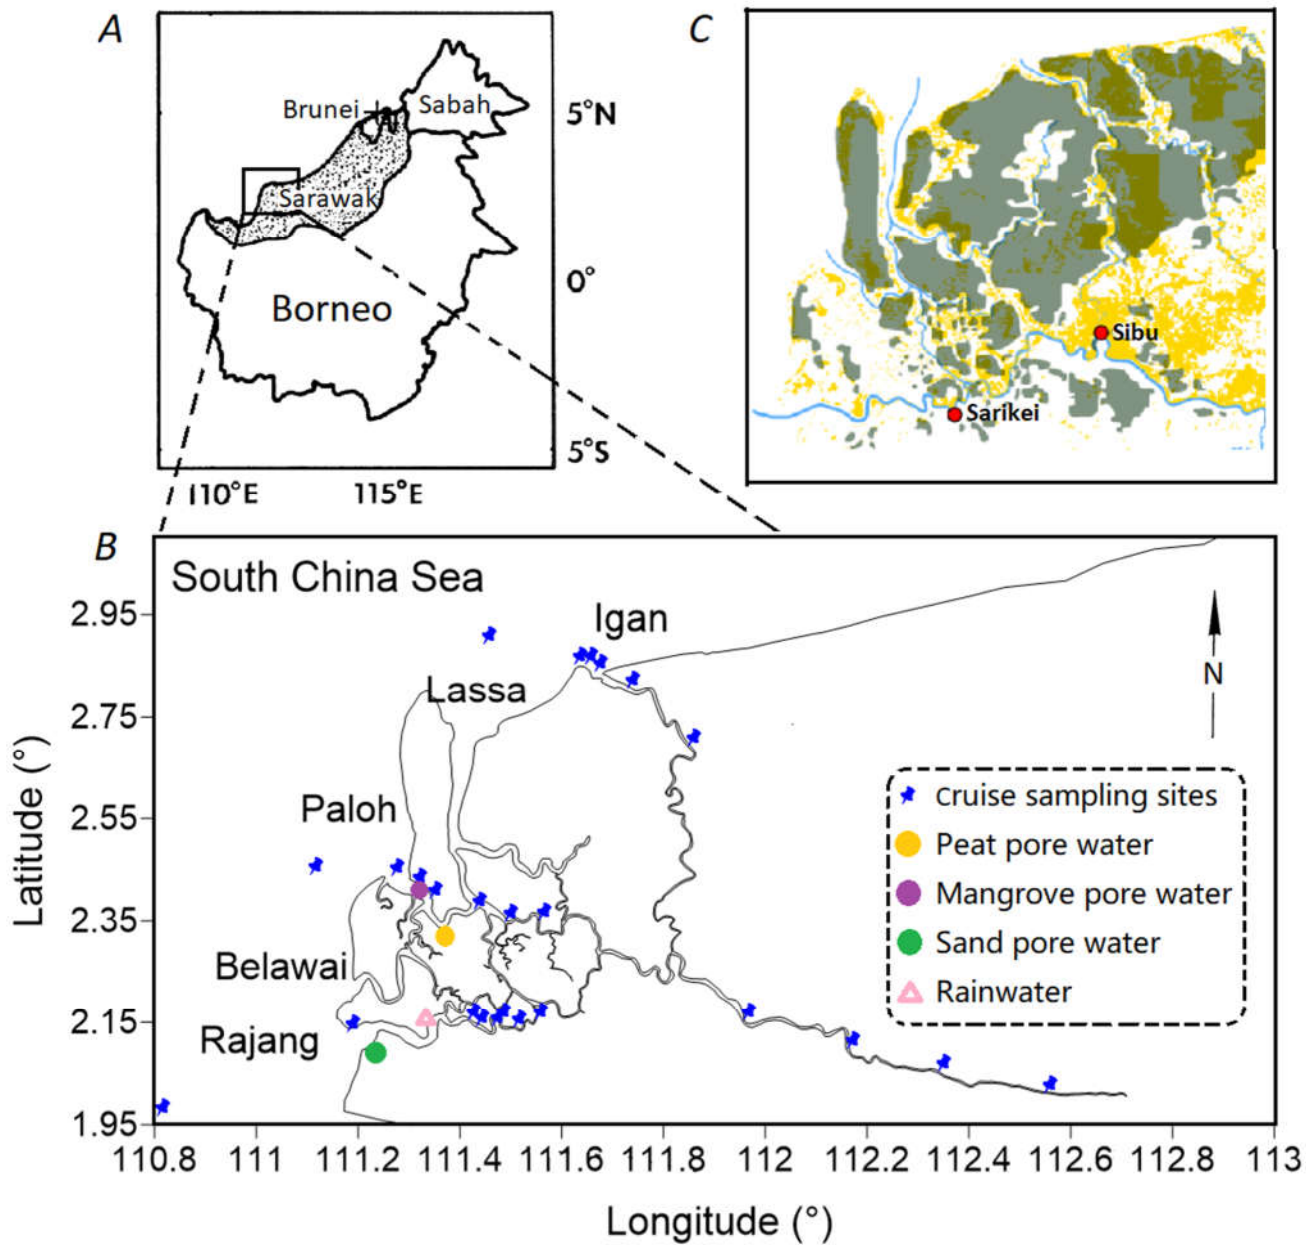 A
Brunei
Sabah
Sarawak
Borneo
5°N
0°
5°S
110°E
115°E
C
Sibu
Sarikei
B
South China Sea
Igan
Lassa
Paloh
Belawai
Rajang
N
Cruise sampling sites
Peat pore water
Mangrove pore water
Sand pore water
Rainwater
Latitude (°)
2.95
2.75
2.55
2.35
2.15
1.95
110.8 111 111.2 111.4 111.6 111.8 112 112.2 112.4 112.6 112.8 113
Longitude (°)